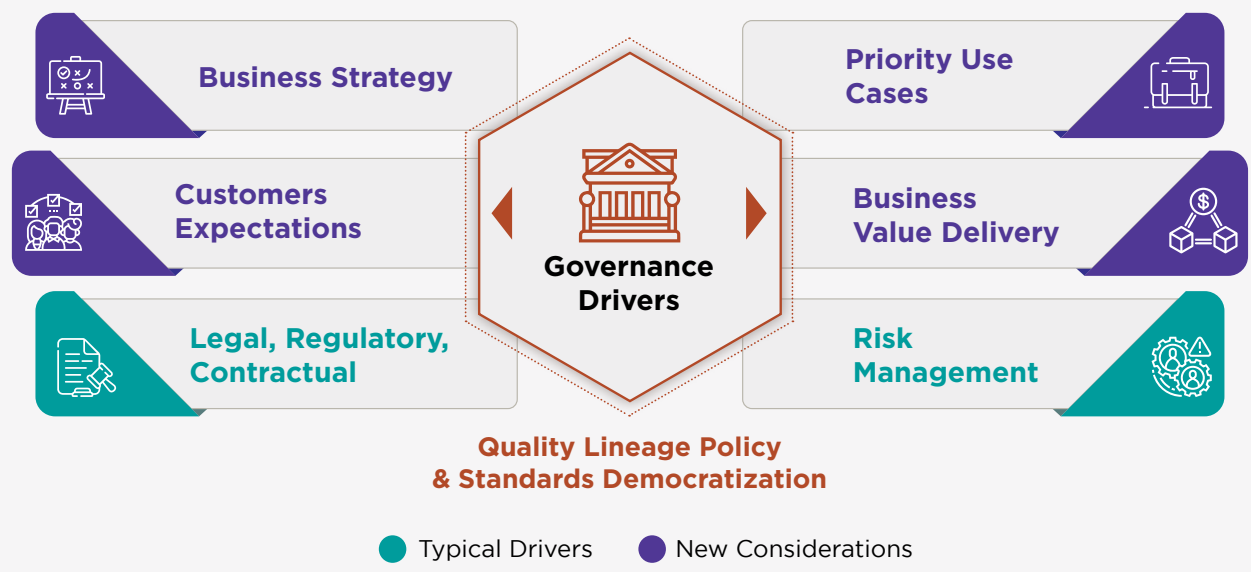 Business Strategy
Customers
Expectations
Legal, Regulatory,
Contractual
Governance
Drivers
Priority Use
Cases
Business
Value Delivery
$
Risk
Management
Quality Lineage Policy
& Standards Democratization
Typical Drivers
New Considerations